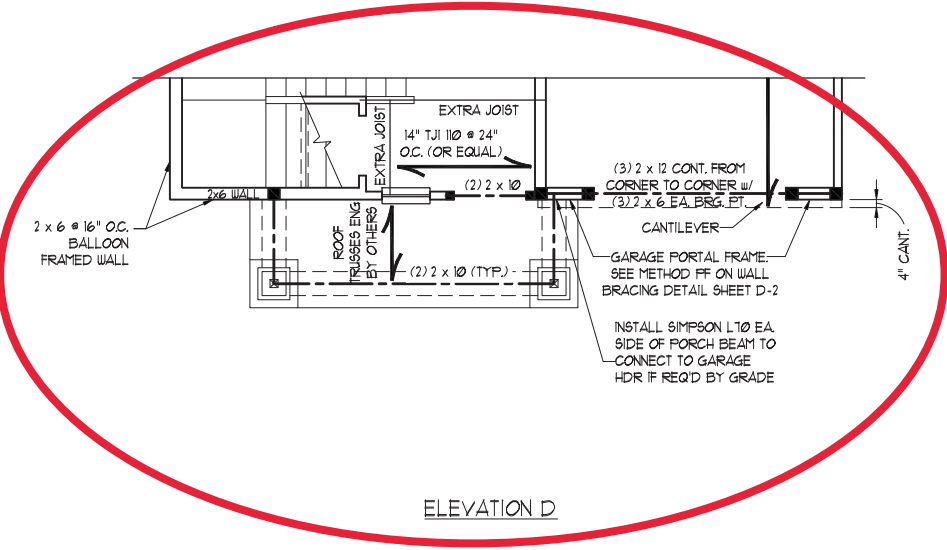 EXTRA JOIST
EXTRA JOIST
14" TJI 110 @ 24"
O.C. (OR EQUAL)
(2) 2 x 10
2x6 WALL
(3) 2 x 12 CONT. FROM
CORNER TO CORNER w/
(3) 2 x 6 EA. BRG. PT.
2 x 6 @ 16" O.C.
BALLOON
FRAMED WALL
ROOF
TRUSSES ENG
BY OTHERS
(2) 2 x 10 (TYP.)
CANTILEVER
4" CANT.
GARAGE PORTAL FRAME.
SEE METHOD PF ON WALL
BRACING DETAIL SHEET D-2
INSTALL SIMPSON L70 EA.
SIDE OF PORCH BEAM TO
CONNECT TO GARAGE
HDR IF REQ'D BY GRADE
ELEVATION D